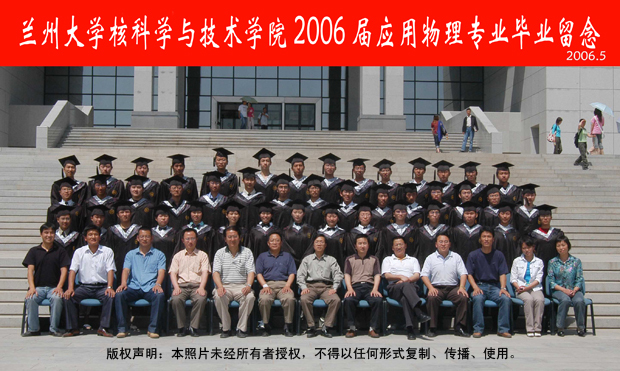 兰州大学核科学与技术学院2006届应用物理专业毕业留念
2006.5
版权声明：本照片未经所有者授权，不得以任何形式复制、传播、使用。